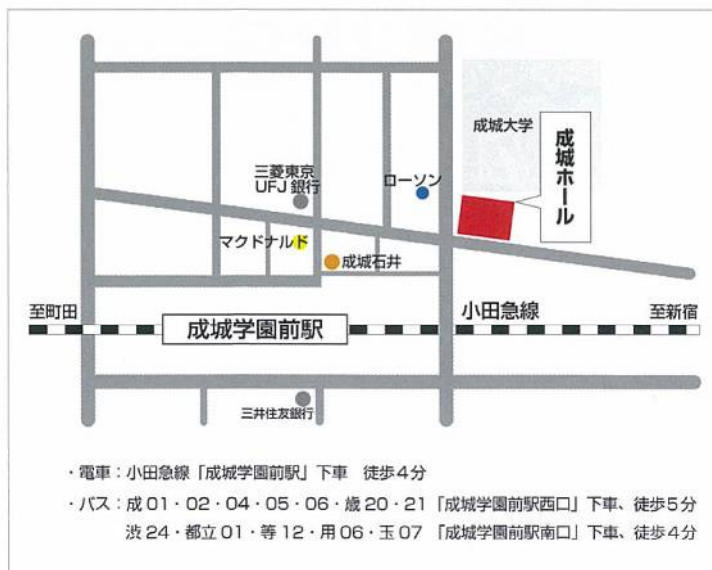 成城大学
成城ホール
三菱東京
UFJ 銀行
ローソン
マクドナルド
成城石井
至町田
小田急線
至新宿
成城学園前駅
三井住友銀行
・電車：小田急線「成城学園前駅」下車　徒歩4分
・バス：成01・02・04・05・06・歳20・21「成城学園前駅西口」下車、徒歩5分
渋24・都立01・等12・用06・玉07「成城学園前駅南口」下車、徒歩4分